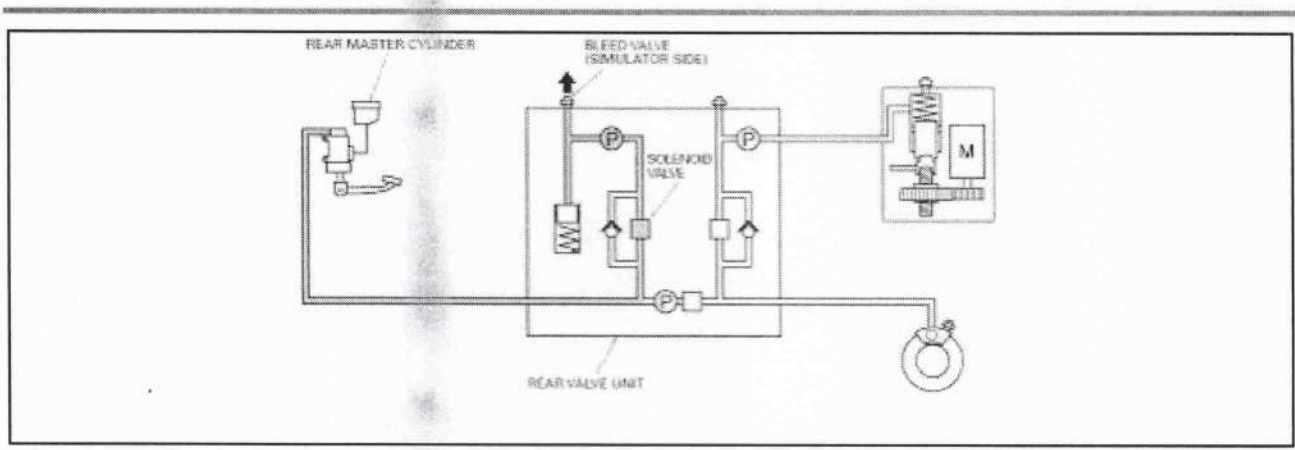 REAR MASTER CYLINDER
BLEED VALVE
(SIMULATOR SIDE)
P
P
SOLENOID
VALVE
M
P
REAR VALVE UNIT